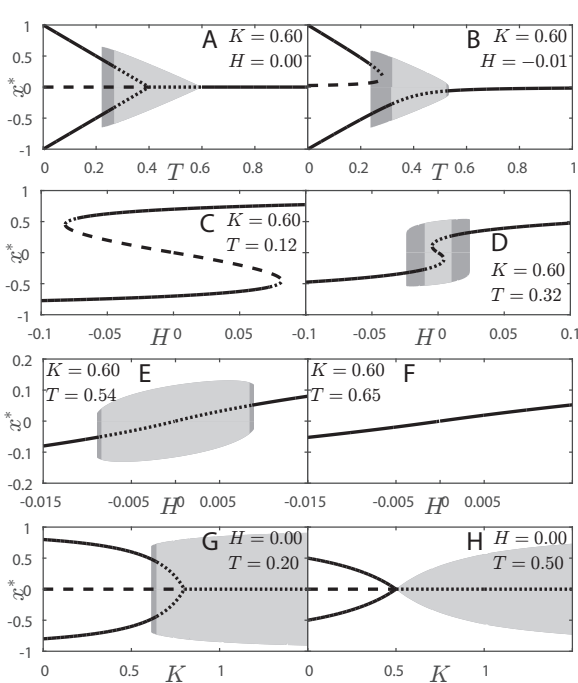 1
0.5
0
-0.5
-1
x*
A
K = 0.60
H = 0.00
B
K = 0.60
H = −0.01
0 0.2 0.4 T 0.6 0.8 0 0.2 0.4 T 0.6 0.8 1
1
0.5
0
-0.5
-1
x*
C
K = 0.60
T = 0.12
D
K = 0.60
T = 0.32
-0.1 -0.05 H 0 0.05 -0.1 -0.05 H 0 0.05 0.1
0.2
0.1
0
-0.1
-0.2
x*
K = 0.60
T = 0.54
E
K = 0.60
T = 0.65
F
-0.015 -0.005 H 0 0.005 -0.015 -0.005 H 0 0.005
1
0.5
0
-0.5
-1
x*
G
H = 0.00
T = 0.20
H
H = 0.00
T = 0.50
0 0.5 K 1 0 0.5 K 1